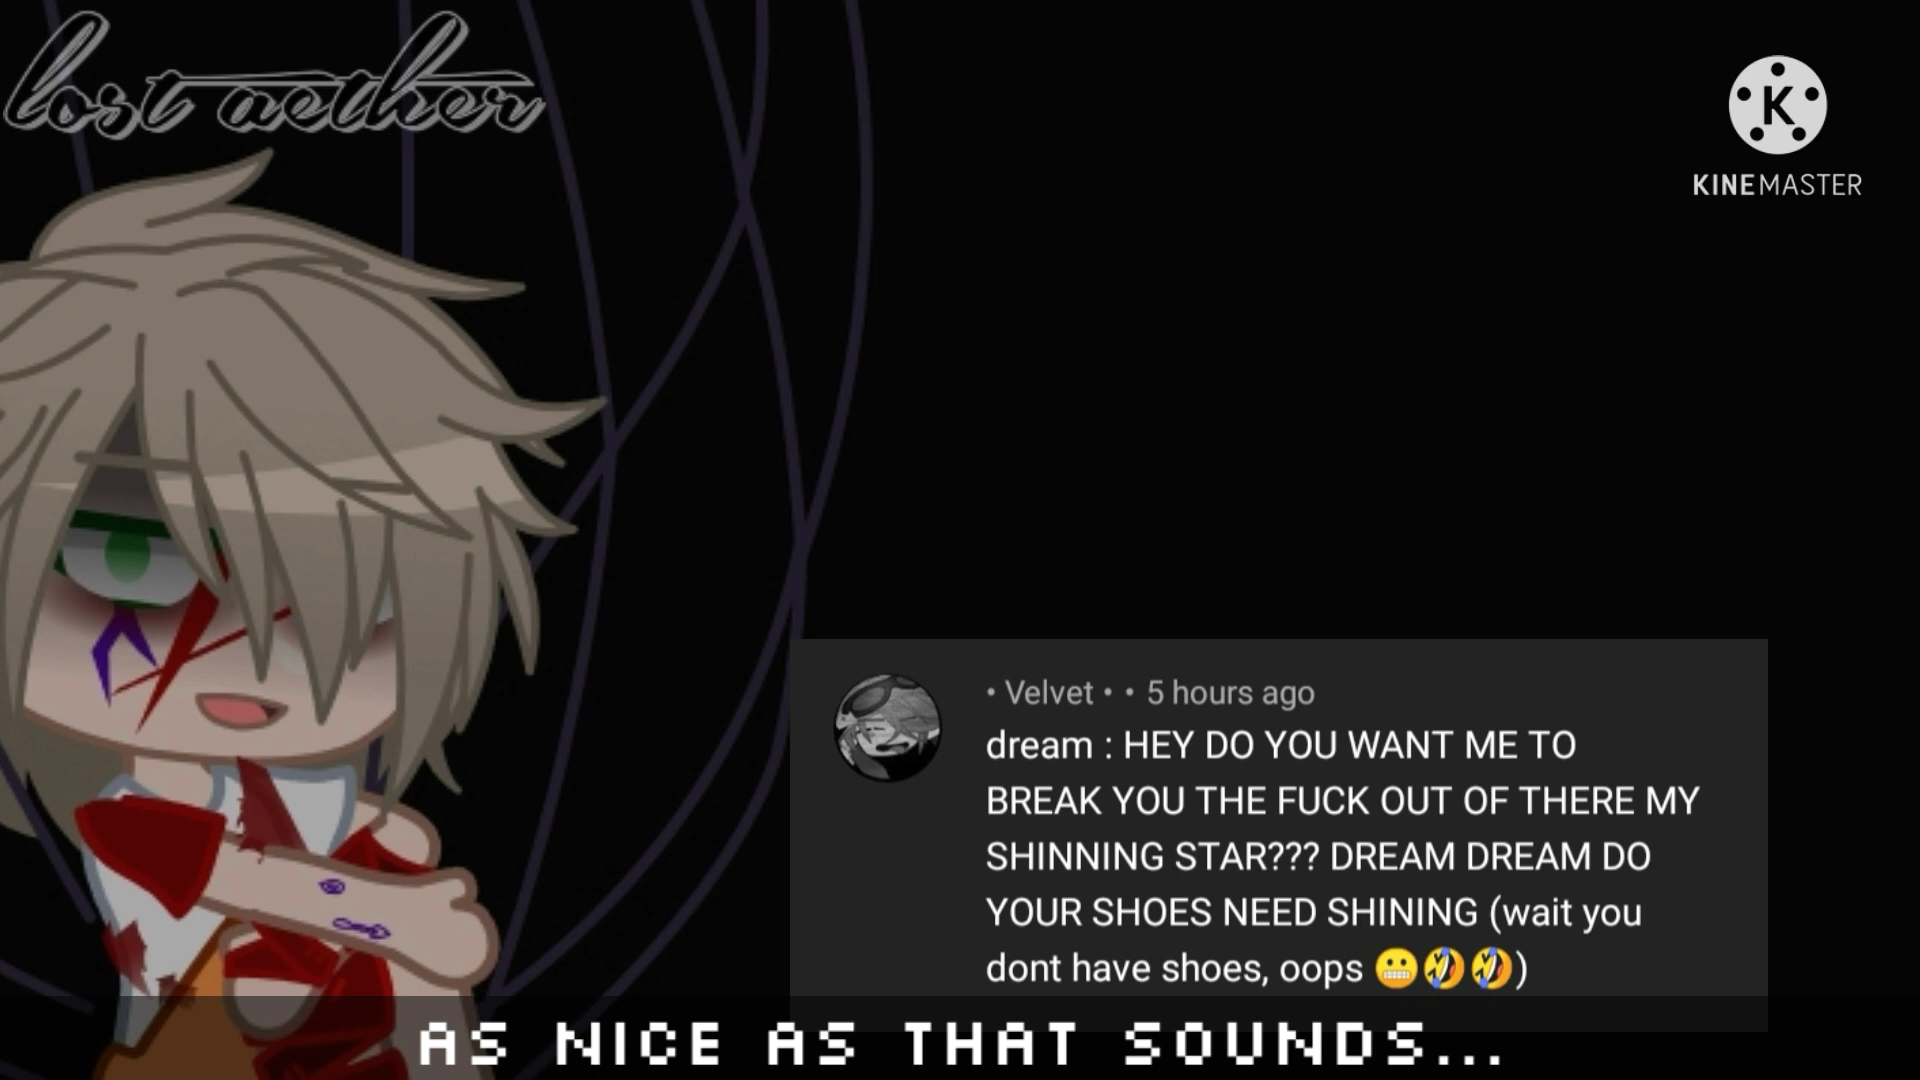 lost aether
K
KINEMASTER
• Velvet • • 5 hours ago
dream : HEY DO YOU WANT ME TO
BREAK YOU THE FUCK OUT OF THERE MY
SHINNING STAR??? DREAM DREAM DO
YOUR SHOES NEED SHINING (wait you
dont have shoes, oops 😬🤣🤣)
AS NICE AS THAT SOUNDS...